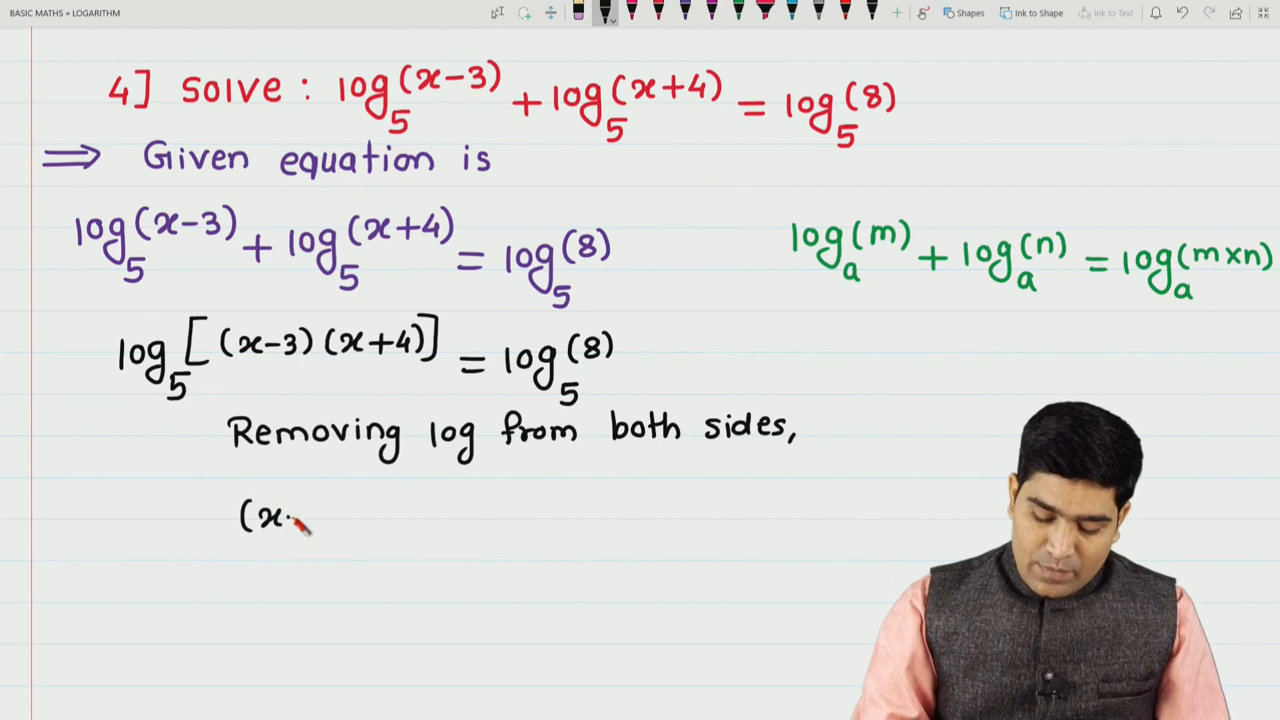 BASIC MATHS = LOGARITHM
Shapes Ink to Shape Ink to Text
4] Solve : log₅(x-3) + log₅(x+4) = log₅(8)
⇒ Given equation is
log₅(x-3) + log₅(x+4) = log₅(8)
logₐ(m) + logₐ(n) = logₐ(m×n)
log₅[(x-3)(x+4)] = log₅(8)
Removing log from both sides,
(x-